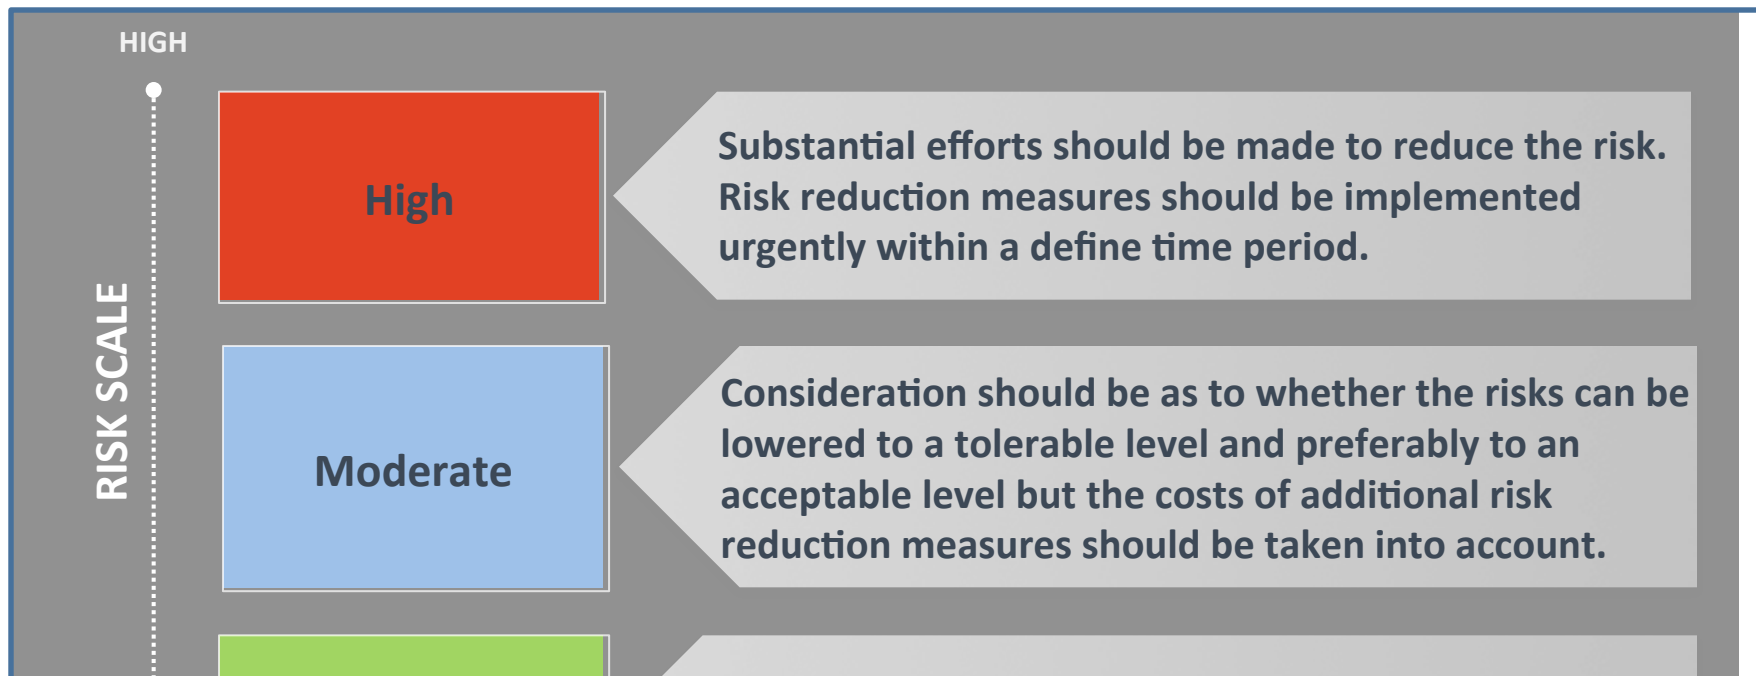 HIGH
RISK SCALE
High
Substantial efforts should be made to reduce the risk.
Risk reduction measures should be implemented
urgently within a define time period.
Moderate
Consideration should be as to whether the risks can be
lowered to a tolerable level and preferably to an
acceptable level but the costs of additional risk
reduction measures should be taken into account.